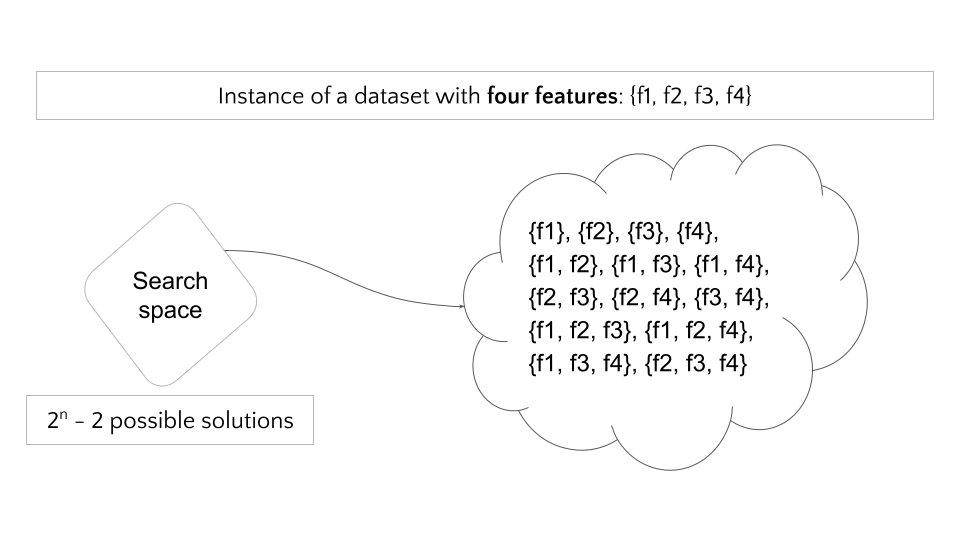 Instance of a dataset with four features: {f1, f2, f3, f4}
Search
space
2ⁿ - 2 possible solutions
{f1}, {f2}, {f3}, {f4},
{f1, f2}, {f1, f3}, {f1, f4},
{f2, f3}, {f2, f4}, {f3, f4},
{f1, f2, f3}, {f1, f2, f4},
{f1, f3, f4}, {f2, f3, f4}